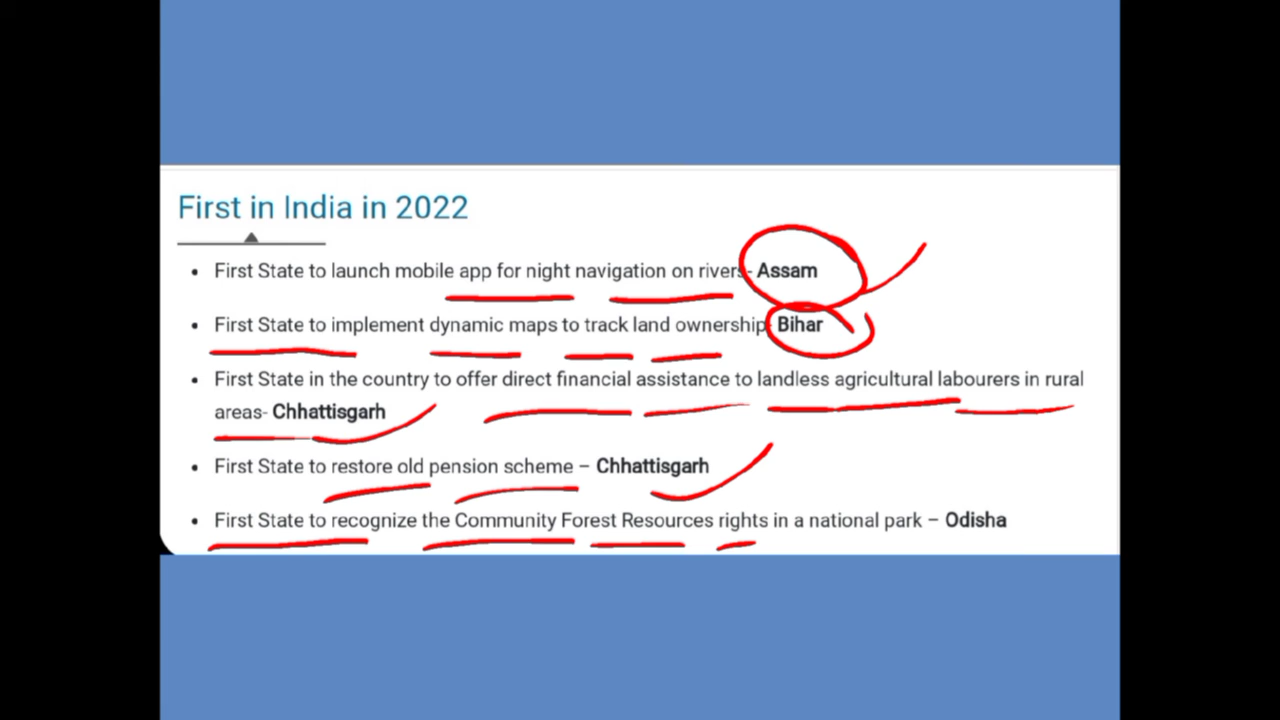 First in India in 2022
• First State to launch mobile app for night navigation on rivers- Assam
• First State to implement dynamic maps to track land ownership Bihar
• First State in the country to offer direct financial assistance to landless agricultural labourers in rural
areas- Chhattisgarh
• First State to restore old pension scheme – Chhattisgarh
• First State to recognize the Community Forest Resources rights in a national park – Odisha